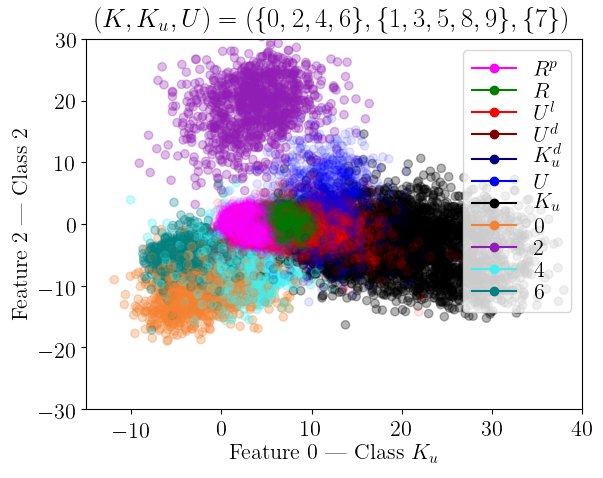 (K, K_u, U) = ({0, 2, 4, 6}, {1, 3, 5, 8, 9}, {7})
30
20
10
0
−10
−20
−30
Feature 2 — Class 2
R^p
R
U^l
U^d
K_u^d
U
K_u
0
2
4
6
−10
0
10
20
30
40
Feature 0 — Class K_u